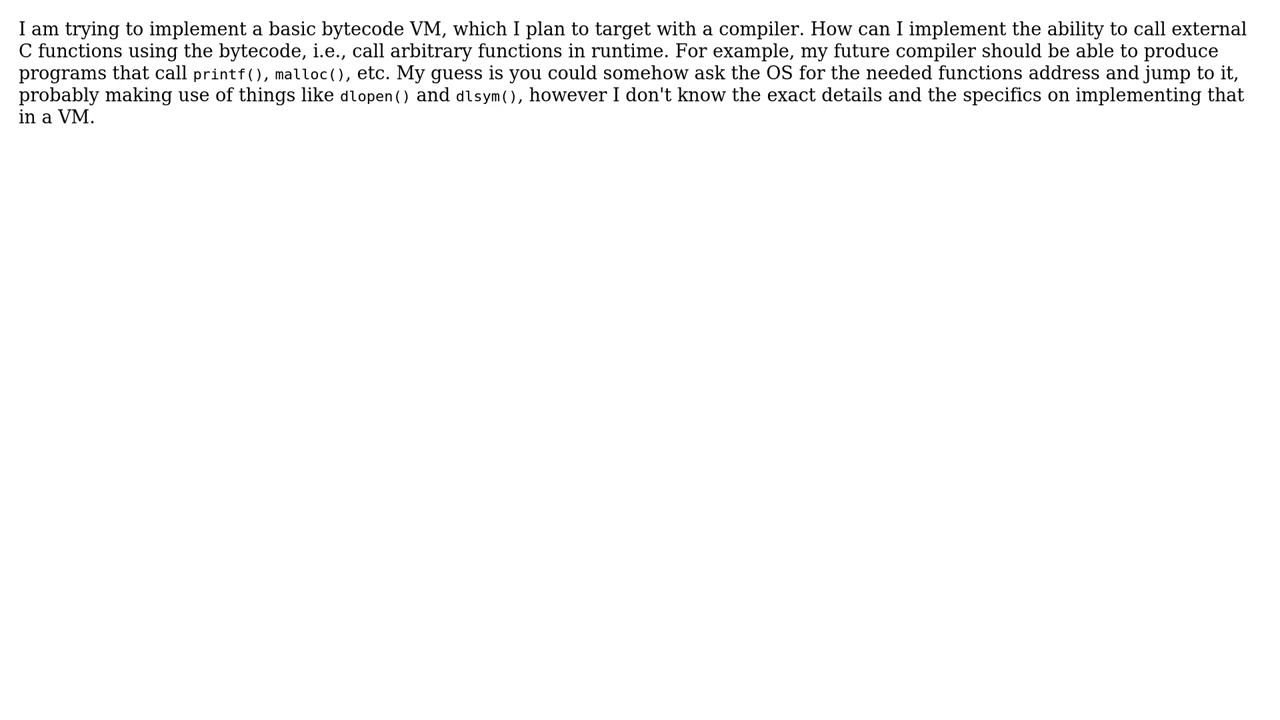 I am trying to implement a basic bytecode VM, which I plan to target with a compiler. How can I implement the ability to call external
C functions using the bytecode, i.e., call arbitrary functions in runtime. For example, my future compiler should be able to produce
programs that call printf(), malloc(), etc. My guess is you could somehow ask the OS for the needed functions address and jump to it,
probably making use of things like dlopen() and dlsym(), however I don't know the exact details and the specifics on implementing that
in a VM.